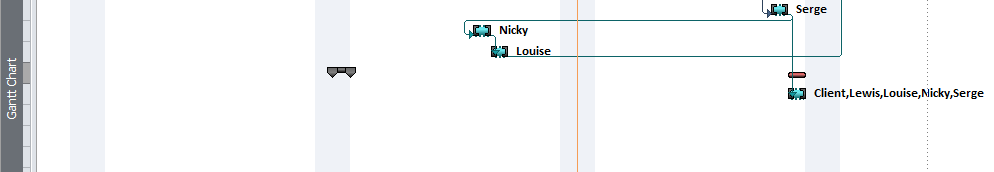 Serge
Nicky
Louise
Client,Lewis,Louise,Nicky,Serge
Gantt Chart